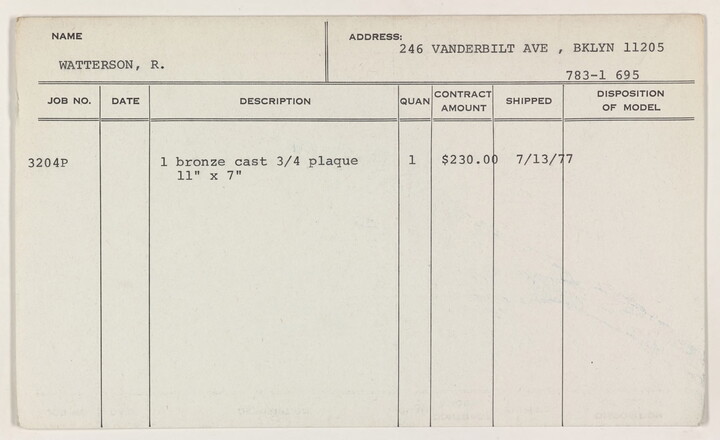 NAME
WATTERSON, R.
ADDRESS:
246 VANDERBILT AVE , BKLYN 11205
783-1 695
JOB NO. DATE DESCRIPTION QUAN CONTRACT AMOUNT SHIPPED DISPOSITION OF MODEL
3204P 1 bronze cast 3/4 plaque 1 $230.00 7/13/77
11" x 7"